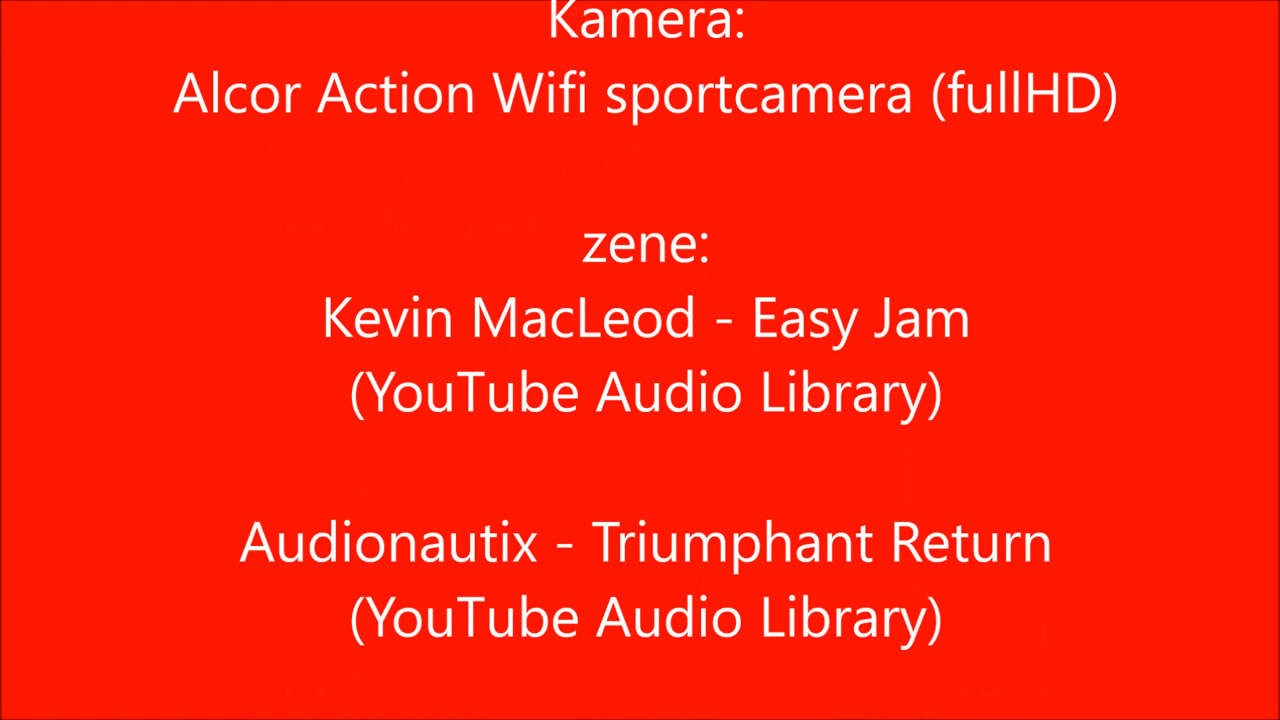 Kamera:
Alcor Action Wifi sportcamera (fullHD)
zene:
Kevin MacLeod - Easy Jam
(YouTube Audio Library)
Audionautix - Triumphant Return
(YouTube Audio Library)